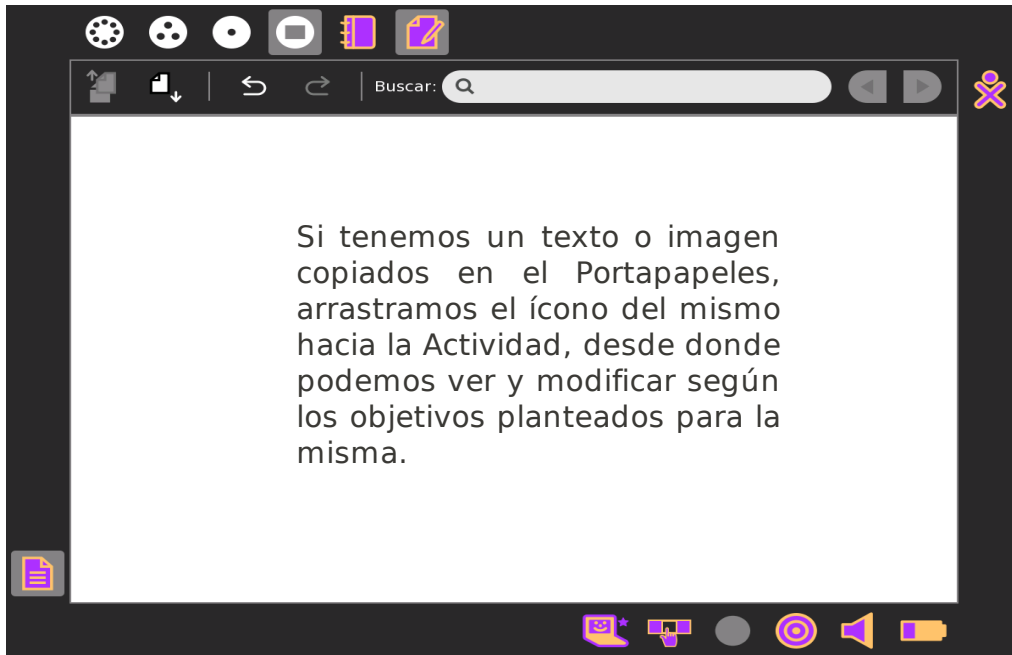 Buscar:
Si tenemos un texto o imagen
copiados en el Portapapeles,
arrastramos el ícono del mismo
hacia la Actividad, desde donde
podemos ver y modificar según
los objetivos planteados para la
misma.